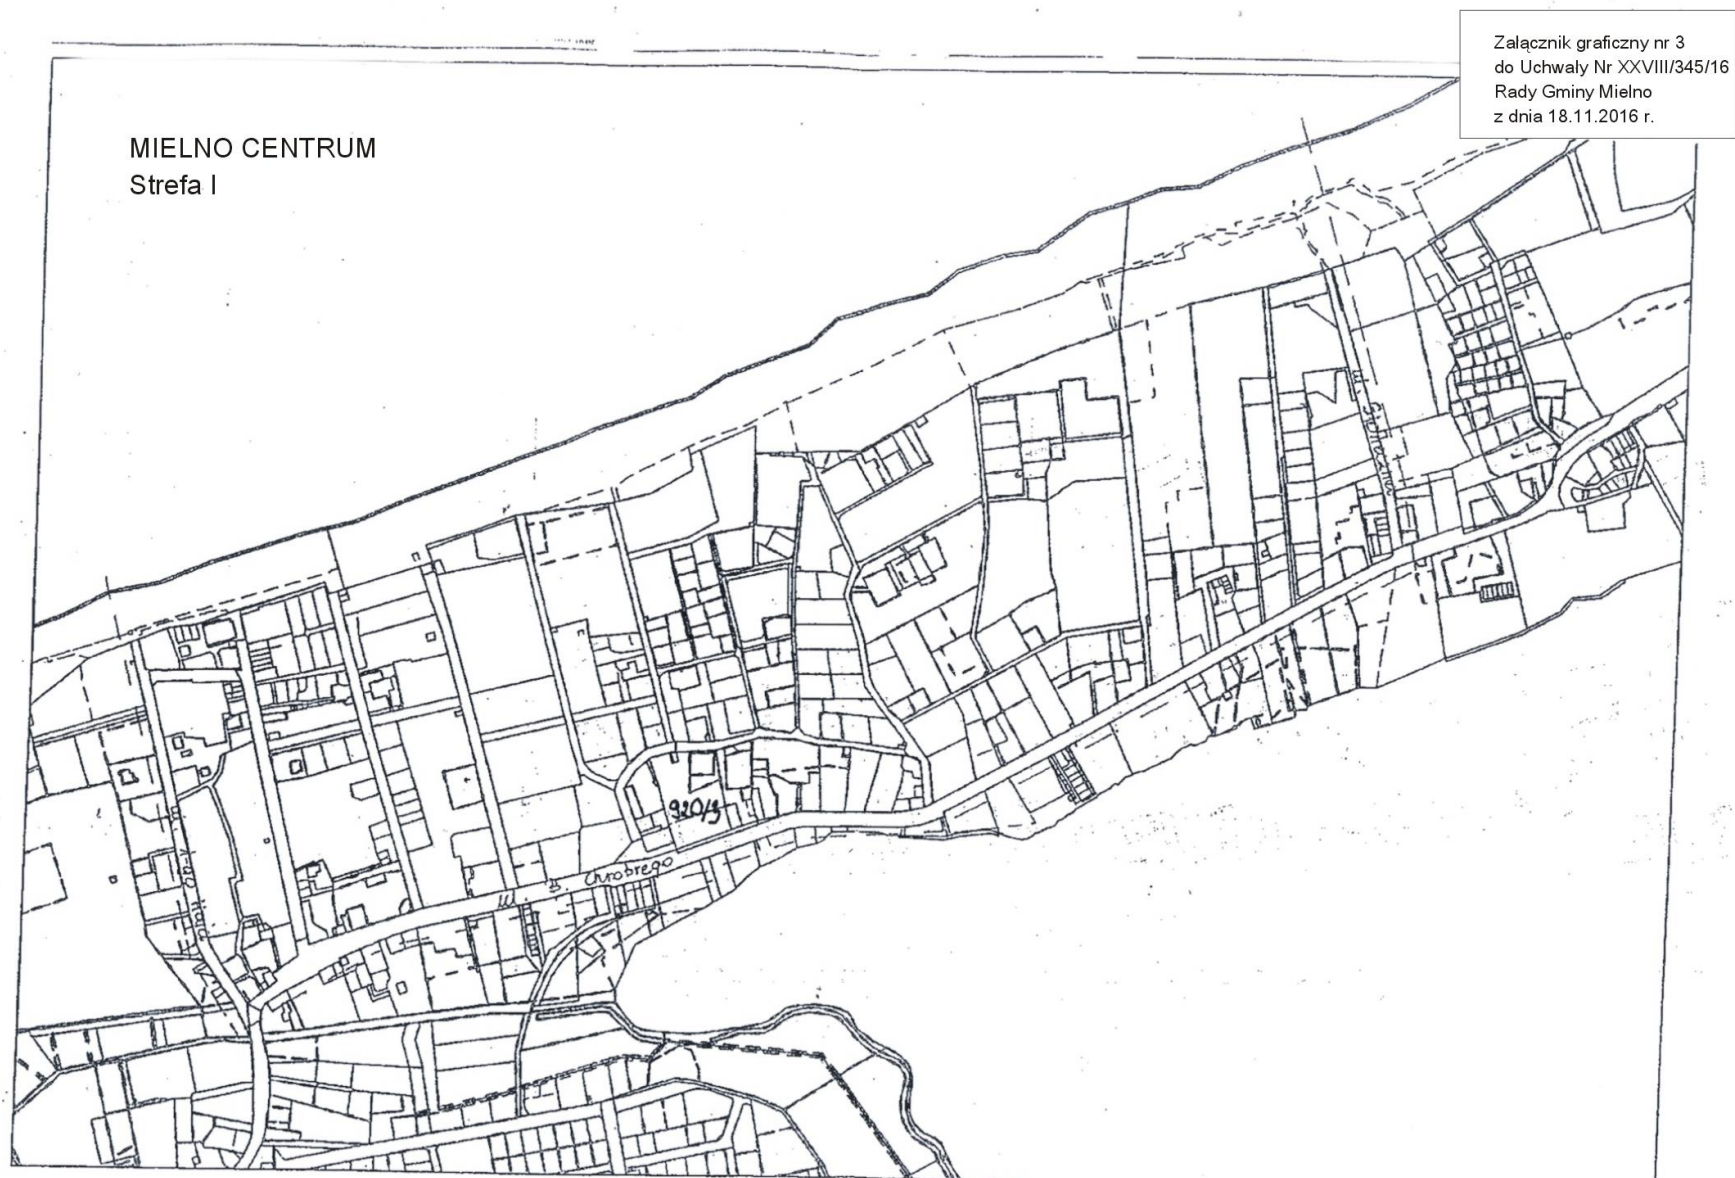 Załącznik graficzny nr 3
do Uchwały Nr XXVIII/345/16
Rady Gminy Mielno
z dnia 18.11.2016 r.
MIELNO CENTRUM
Strefa I
920/3
ul B. Chrobrego